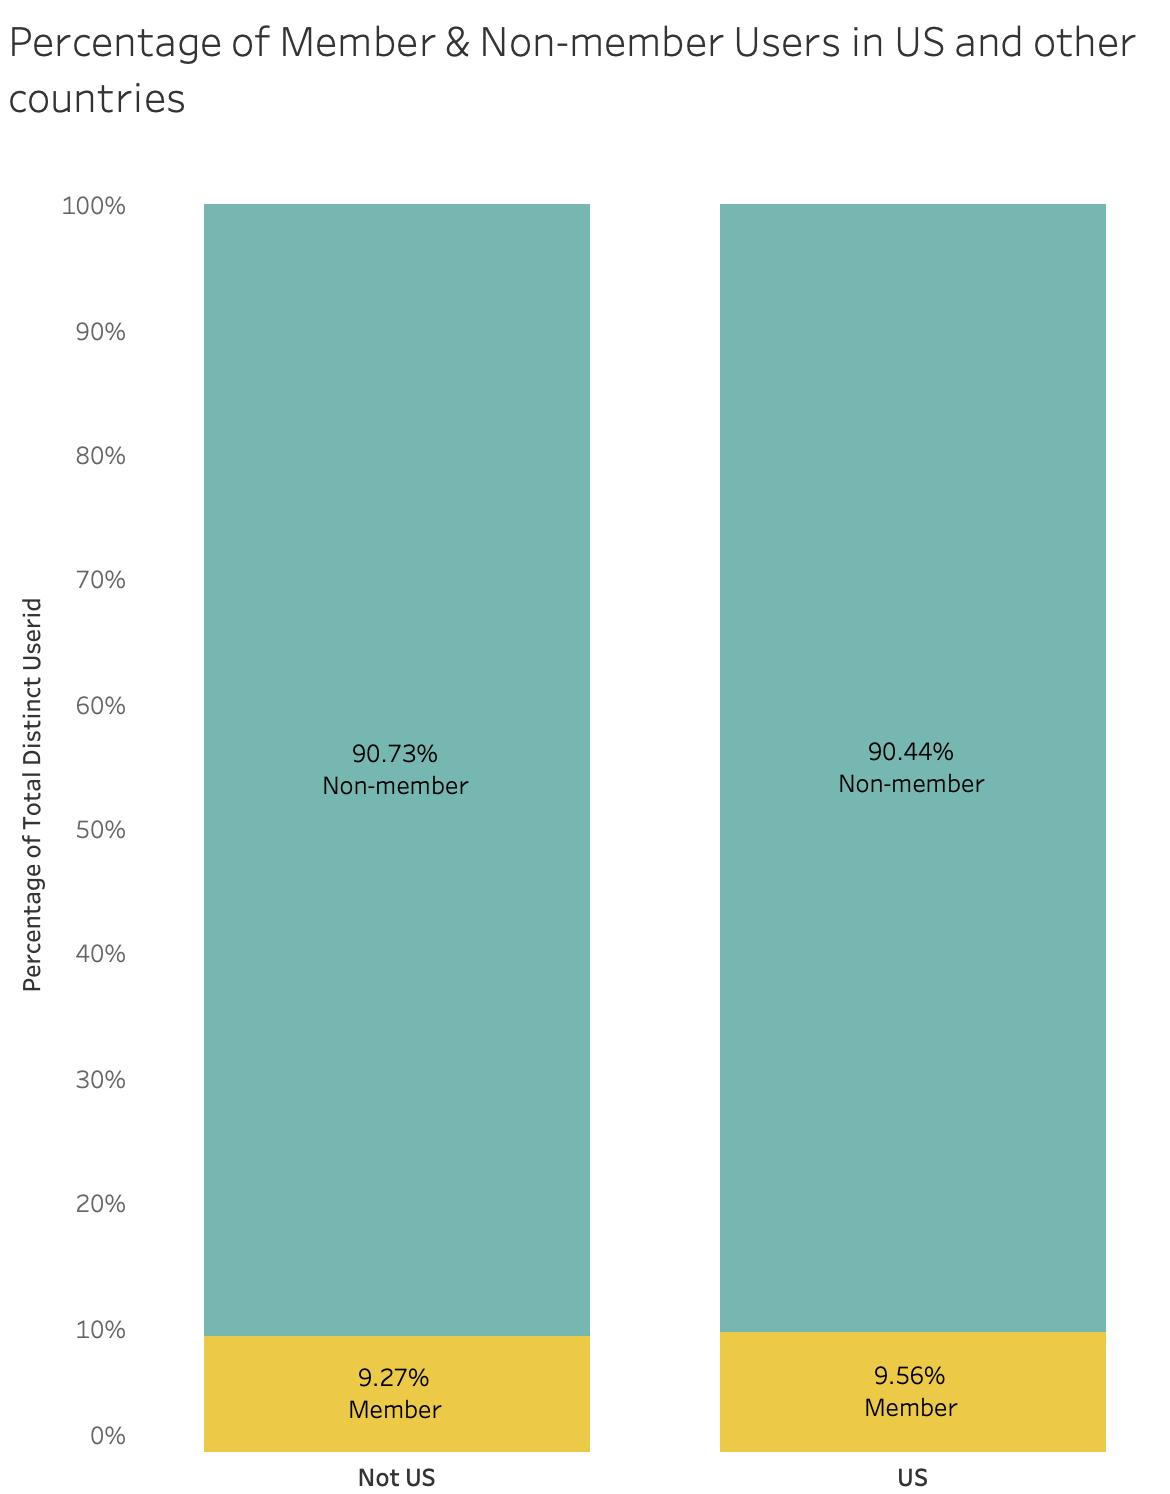 Percentage of Member & Non-member Users in US and other
countries
Percentage of Total Distinct Userid
100%
90%
80%
70%
60%
50%
40%
30%
20%
10%
0%
90.73%
Non-member
9.27%
Member
90.44%
Non-member
9.56%
Member
Not US
US